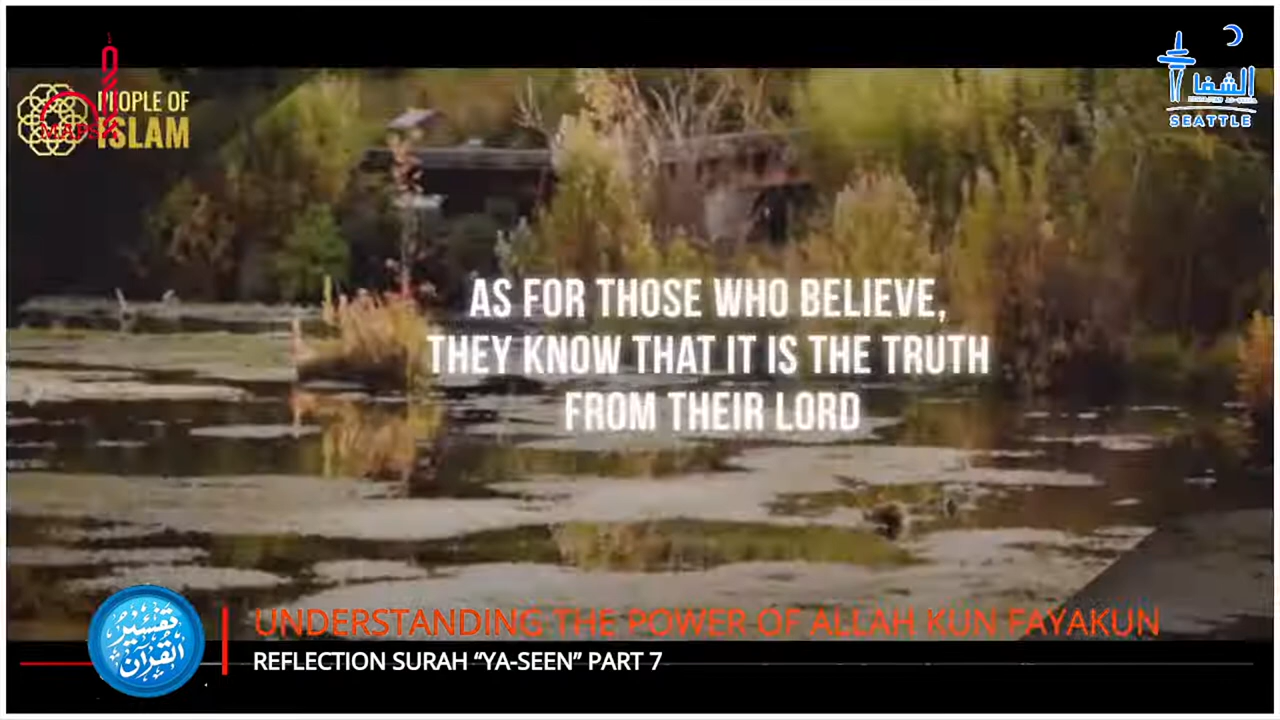 PEOPLE OF
ISLAM
MAPS
الشفا
SEATTLE
AS FOR THOSE WHO BELIEVE,
THEY KNOW THAT IT IS THE TRUTH
FROM THEIR LORD
تفسير
القرآن
UNDERSTANDING THE POWER OF ALLAH KUN FAYAKUN
REFLECTION SURAH “YA-SEEN” PART 7